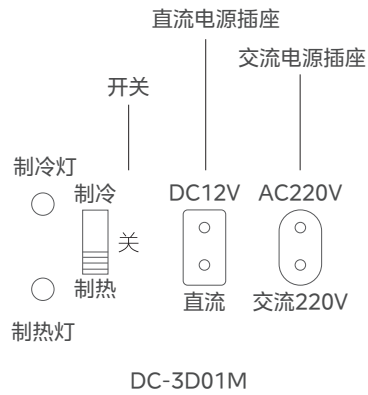 直流电源插座
交流电源插座
开关
制冷灯
制冷
DC12V
AC220V
关
制热
直流
交流220V
制热灯
DC-3D01M